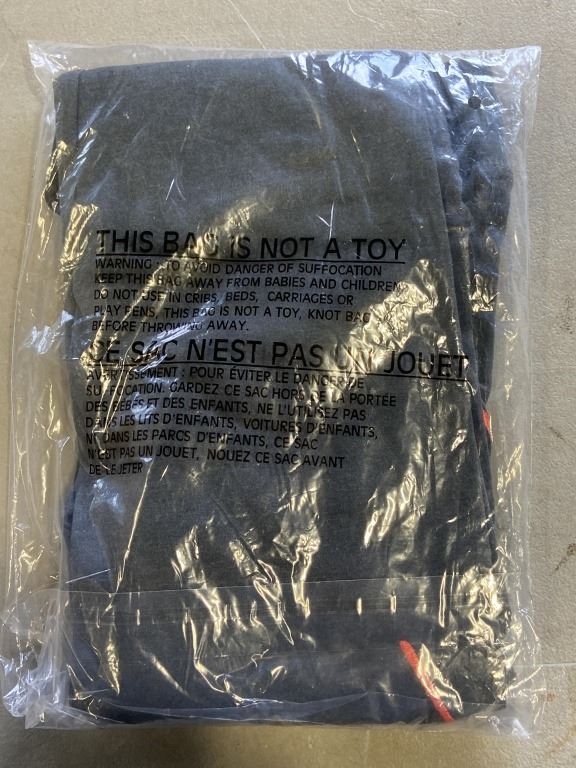 THIS BAG IS NOT A TOY
WARNING : TO AVOID DANGER OF SUFFOCATION
KEEP THIS BAG AWAY FROM BABIES AND CHILDREN.
DO NOT USE IN CRIBS, BEDS, CARRIAGES OR
PLAY PENS, THIS BAG IS NOT A TOY, KNOT BAG
BEFORE THROWING AWAY.
CE SAC N'EST PAS UN JOUET
AVERTISSEMENT : POUR ÉVITER LE DANGER DE
SUFFOCATION. GARDEZ CE SAC HORS DE LA PORTÉE
DES BÉBÉS ET DES ENFANTS, NE L'UTILISEZ PAS
DANS LES LITS D'ENFANTS, VOITURES D'ENFANTS,
NI DANS LES PARCS D'ENFANTS, CE SAC
N'EST PAS UN JOUET, NOUEZ CE SAC AVANT
DE LE JETER